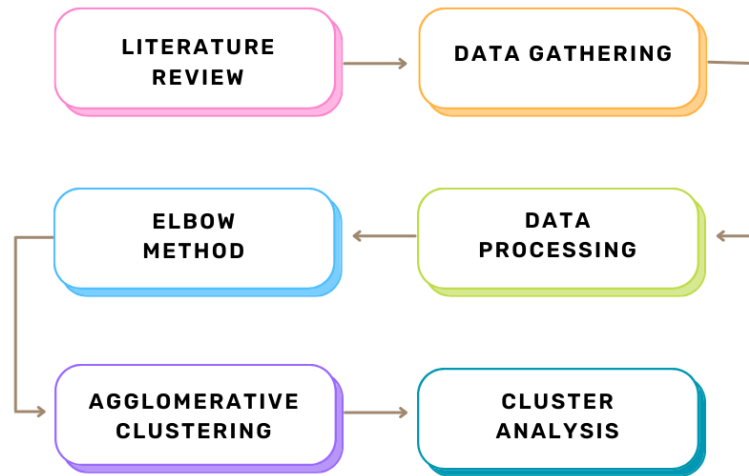 LITERATURE
REVIEW
DATA GATHERING
DATA
PROCESSING
ELBOW
METHOD
AGGLOMERATIVE
CLUSTERING
CLUSTER
ANALYSIS